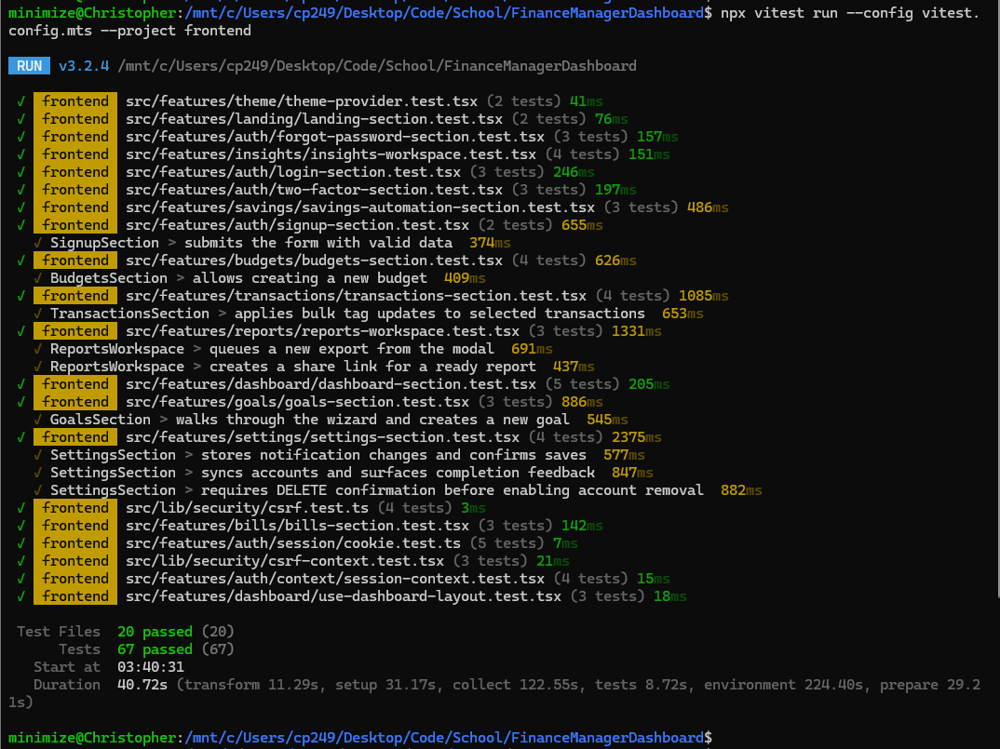 minimize@Christopher:/mnt/c/Users/cp249/Desktop/Code/School/FinanceManagerDashboard$ npx vitest run --config vitest.
config.mts --project frontend
RUN v3.2.4 /mnt/c/Users/cp249/Desktop/Code/School/FinanceManagerDashboard
✓ frontend src/features/theme/theme-provider.test.tsx (2 tests) 41ms
✓ frontend src/features/landing/landing-section.test.tsx (2 tests) 76ms
✓ frontend src/features/auth/forgot-password-section.test.tsx (3 tests) 157ms
✓ frontend src/features/insights/insights-workspace.test.tsx (4 tests) 151ms
✓ frontend src/features/auth/login-section.test.tsx (3 tests) 246ms
✓ frontend src/features/auth/two-factor-section.test.tsx (3 tests) 197ms
✓ frontend src/features/savings/savings-automation-section.test.tsx (3 tests) 486ms
✓ frontend src/features/auth/signup-section.test.tsx (2 tests) 655ms
✓ SignupSection > submits the form with valid data 374ms
✓ frontend src/features/budgets/budgets-section.test.tsx (4 tests) 626ms
✓ BudgetsSection > allows creating a new budget 409ms
✓ frontend src/features/transactions/transactions-section.test.tsx (4 tests) 1085ms
✓ TransactionsSection > applies bulk tag updates to selected transactions 653ms
✓ frontend src/features/reports/reports-workspace.test.tsx (3 tests) 1331ms
✓ ReportsWorkspace > queues a new export from the modal 691ms
✓ ReportsWorkspace > creates a share link for a ready report 437ms
✓ frontend src/features/dashboard/dashboard-section.test.tsx (5 tests) 205ms
✓ frontend src/features/goals/goals-section.test.tsx (3 tests) 886ms
✓ GoalsSection > walks through the wizard and creates a new goal 545ms
✓ frontend src/features/settings/settings-section.test.tsx (4 tests) 2375ms
✓ SettingsSection > stores notification changes and confirms saves 577ms
✓ SettingsSection > syncs accounts and surfaces completion feedback 847ms
✓ SettingsSection > requires DELETE confirmation before enabling account removal 882ms
✓ frontend src/lib/security/csrf.test.ts (4 tests) 3ms
✓ frontend src/features/bills/bills-section.test.tsx (3 tests) 142ms
✓ frontend src/features/auth/session/cookie.test.ts (5 tests) 7ms
✓ frontend src/lib/security/csrf-context.test.tsx (3 tests) 21ms
✓ frontend src/features/auth/context/session-context.test.tsx (4 tests) 15ms
✓ frontend src/features/dashboard/use-dashboard-layout.test.tsx (3 tests) 18ms
Test Files 20 passed (20)
Tests 67 passed (67)
Start at 03:40:31
Duration 40.72s (transform 11.29s, setup 31.17s, collect 122.55s, tests 8.72s, environment 224.40s, prepare 29.2
1s)
minimize@Christopher:/mnt/c/Users/cp249/Desktop/Code/School/FinanceManagerDashboard$